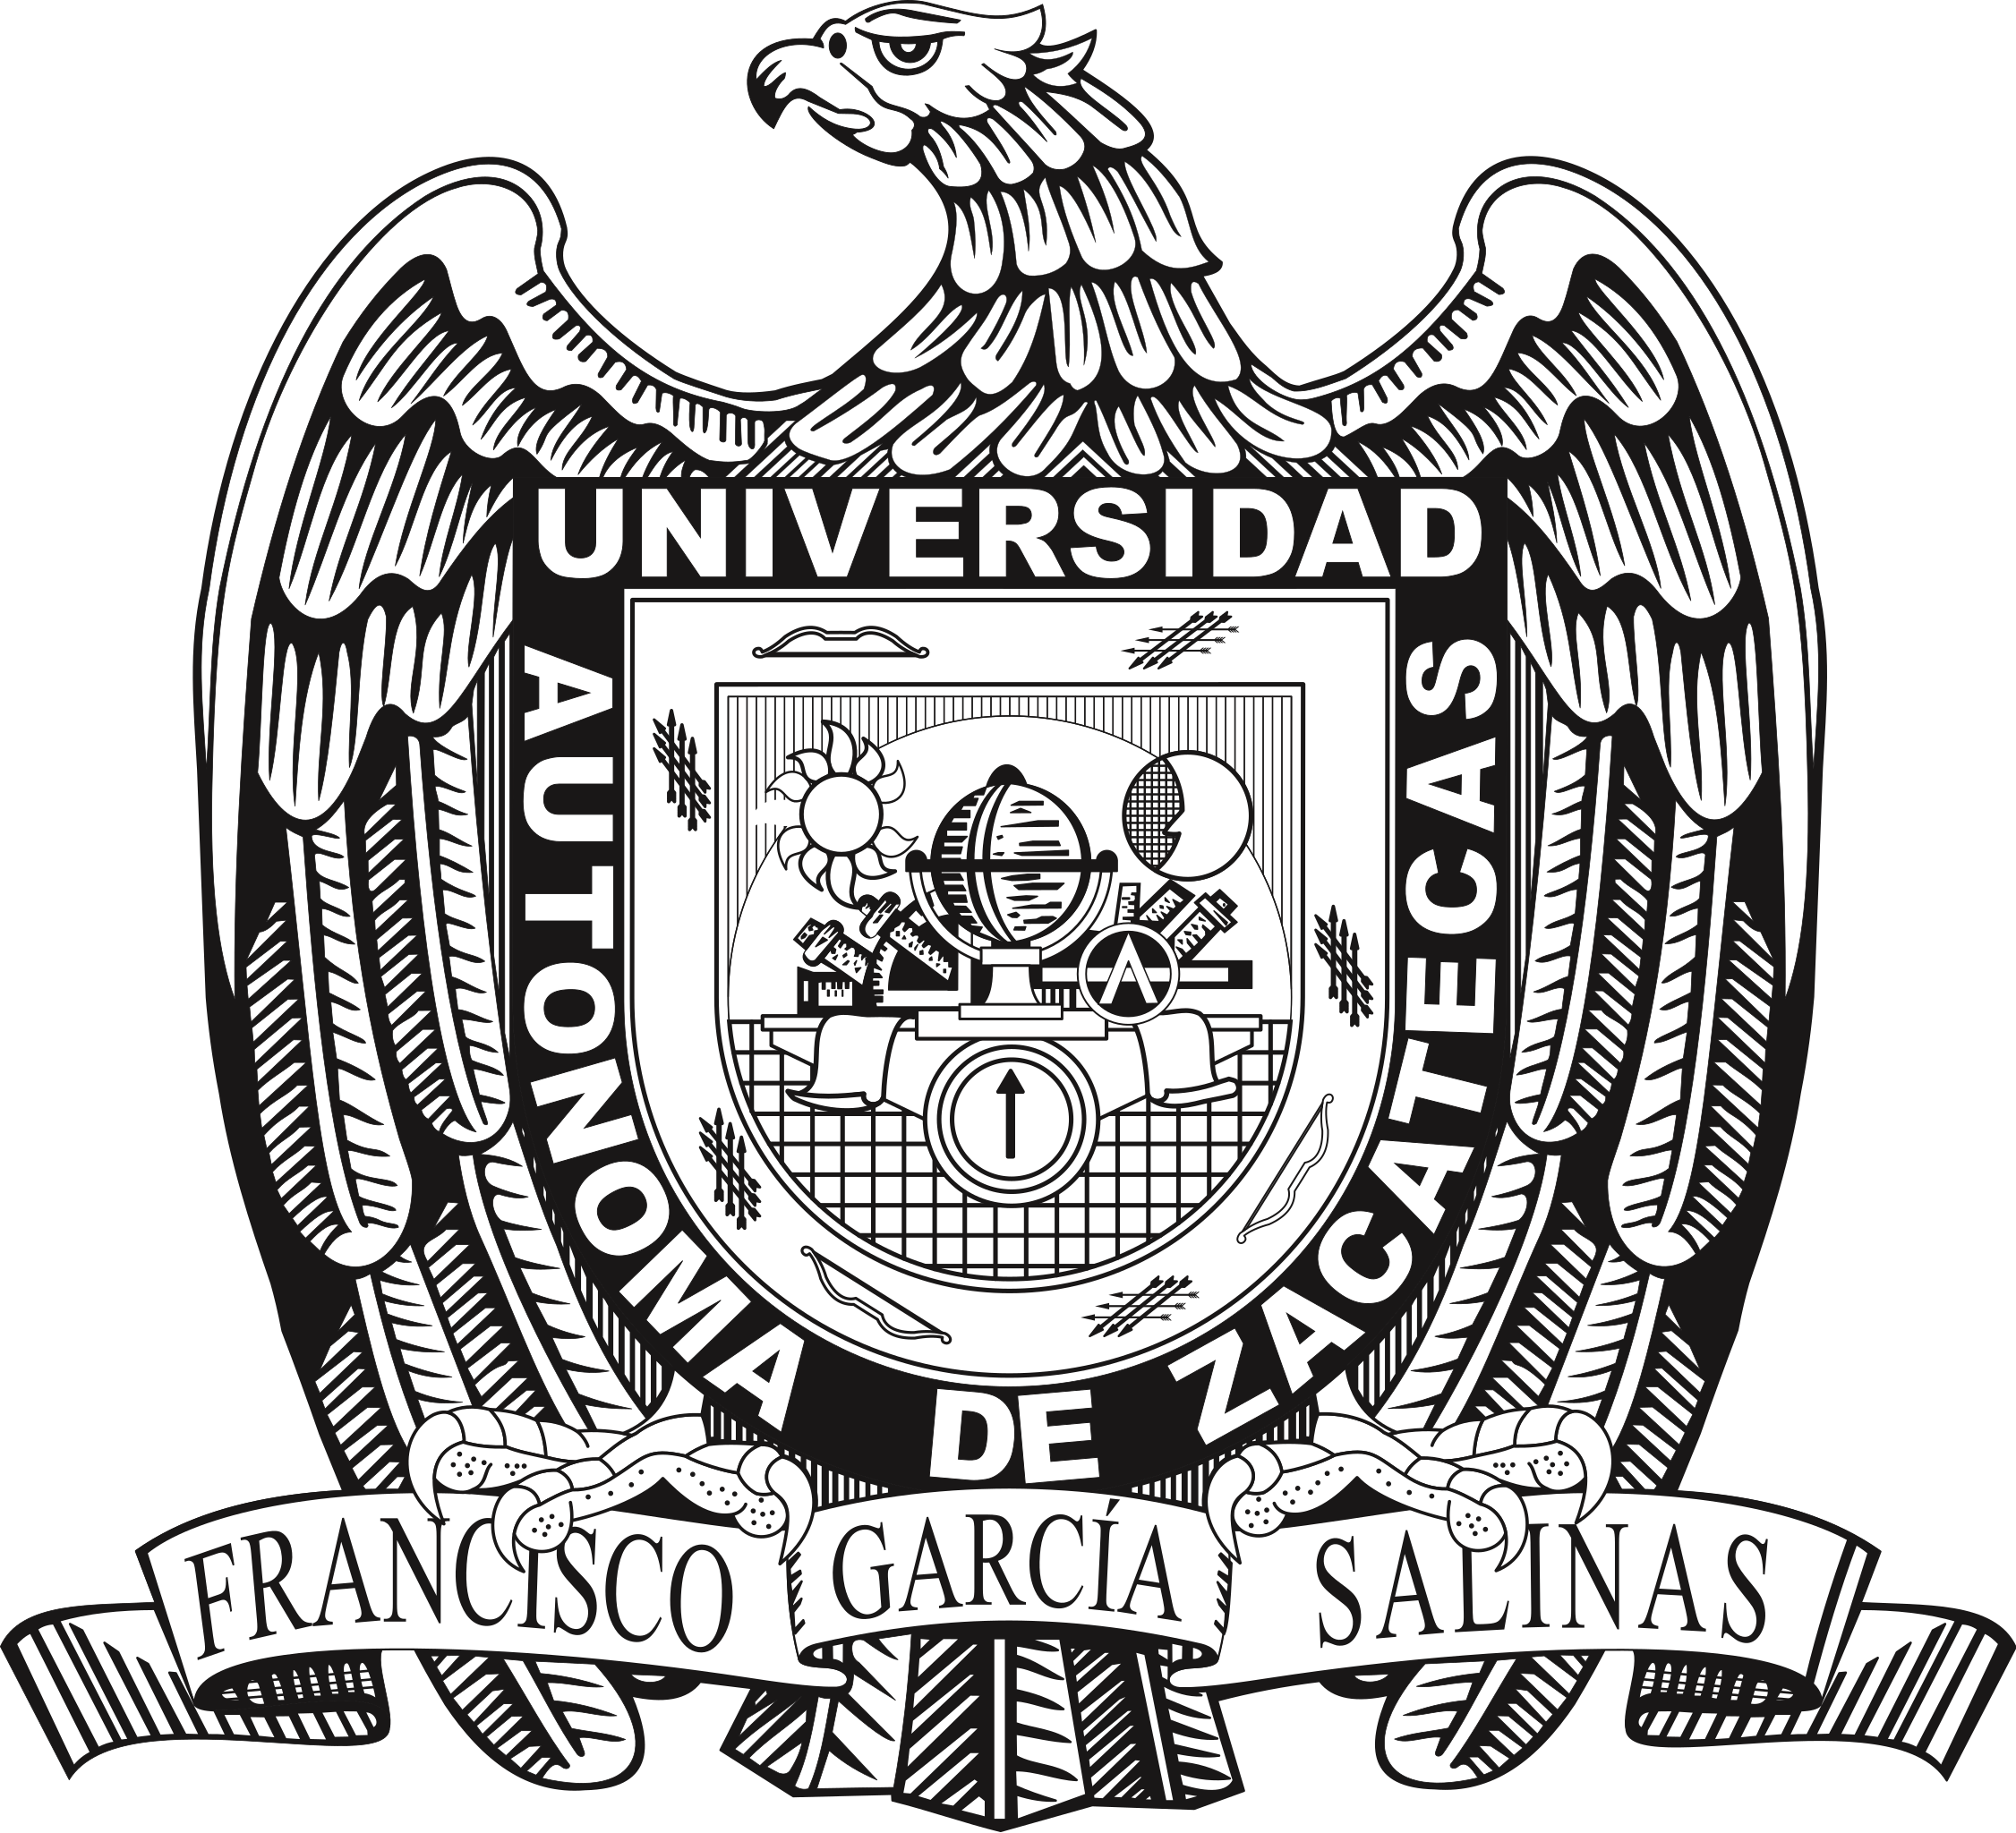 UNIVERSIDAD
AUTONOMA DE ZACATECAS
A
FRANCISCO GARCÍA SALINAS